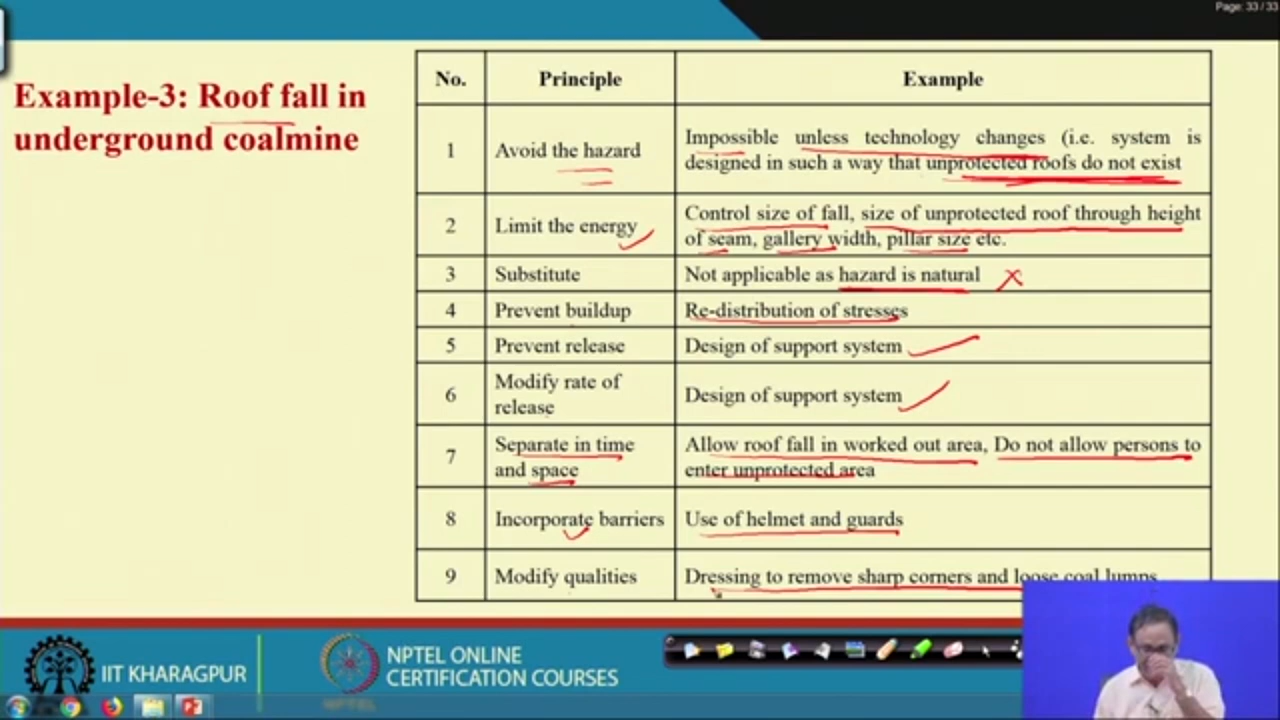 Page: 33 / 33
Example-3: Roof fall in
underground coalmine
No. Principle Example
1 Avoid the hazard Impossible unless technology changes (i.e. system is
designed in such a way that unprotected roofs do not exist
2 Limit the energy Control size of fall, size of unprotected roof through height
of seam, gallery width, pillar size etc.
3 Substitute Not applicable as hazard is natural
4 Prevent buildup Re-distribution of stresses
5 Prevent release Design of support system
6 Modify rate of
release Design of support system
7 Separate in time
and space Allow roof fall in worked out area, Do not allow persons to
enter unprotected area
8 Incorporate barriers Use of helmet and guards
9 Modify qualities Dressing to remove sharp corners and loose coal lumps
IIT KHARAGPUR
NPTEL ONLINE
CERTIFICATION COURSES
NPTEL